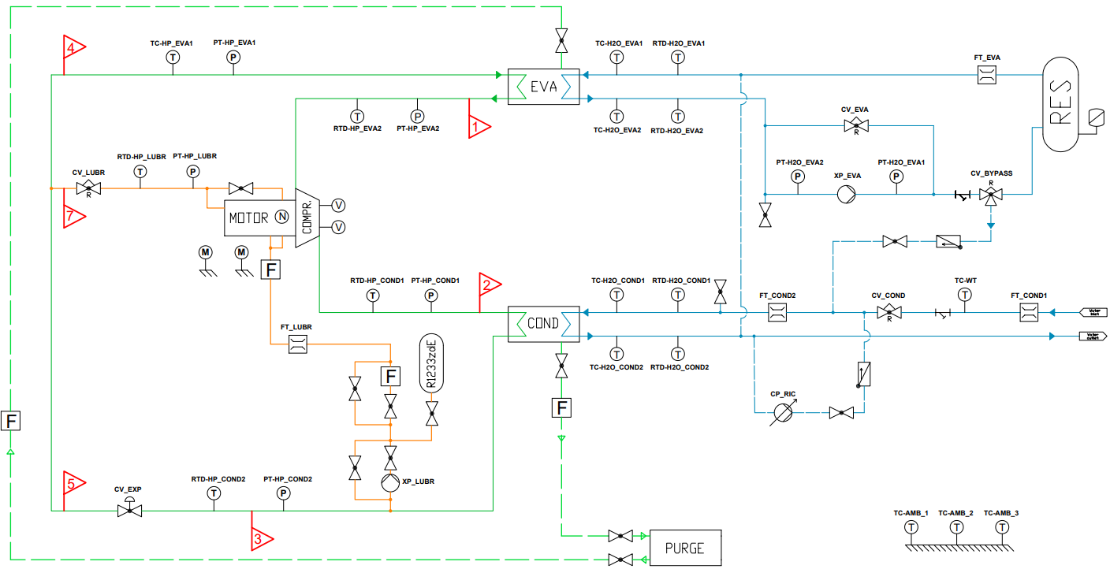 4
TC-HP_EVA1
PT-HP_EVA1
TC-H2O_EVA1
RTD-H2O_EVA1
FT_EVA
T
P
T
T
EVA
RES
T
P
T
T
RTD-HP_EVA2
PT-HP_EVA2
1
TC-H2O_EVA2
RTD-H2O_EVA2
CV_EVA
R
RTD-HP_LUBR
PT-HP_LUBR
CV_LUBR
T
P
R
PT-H2O_EVA2
PT-H2O_EVA1
P
XP_EVA
P
CV_BYPASS
R
7
MOTOR
N
COMPR.
V
V
M
M
F
RTD-HP_COND1
PT-HP_COND1
2
T
P
TC-H2O_COND1
RTD-H2O_COND1
T
T
FT_COND2
CV_COND
R
TC-WT
T
FT_COND1
Water
Water
outlet
COND
T
T
TC-H2O_COND2
RTD-H2O_COND2
FT_LUBR
R1233zdE
F
F
F
CP_RIC
5
CV_EXP
RTD-HP_COND2
PT-HP_COND2
T
P
XP_LUBR
3
PURGE
TC-AMB_1
TC-AMB_2
TC-AMB_3
T
T
T